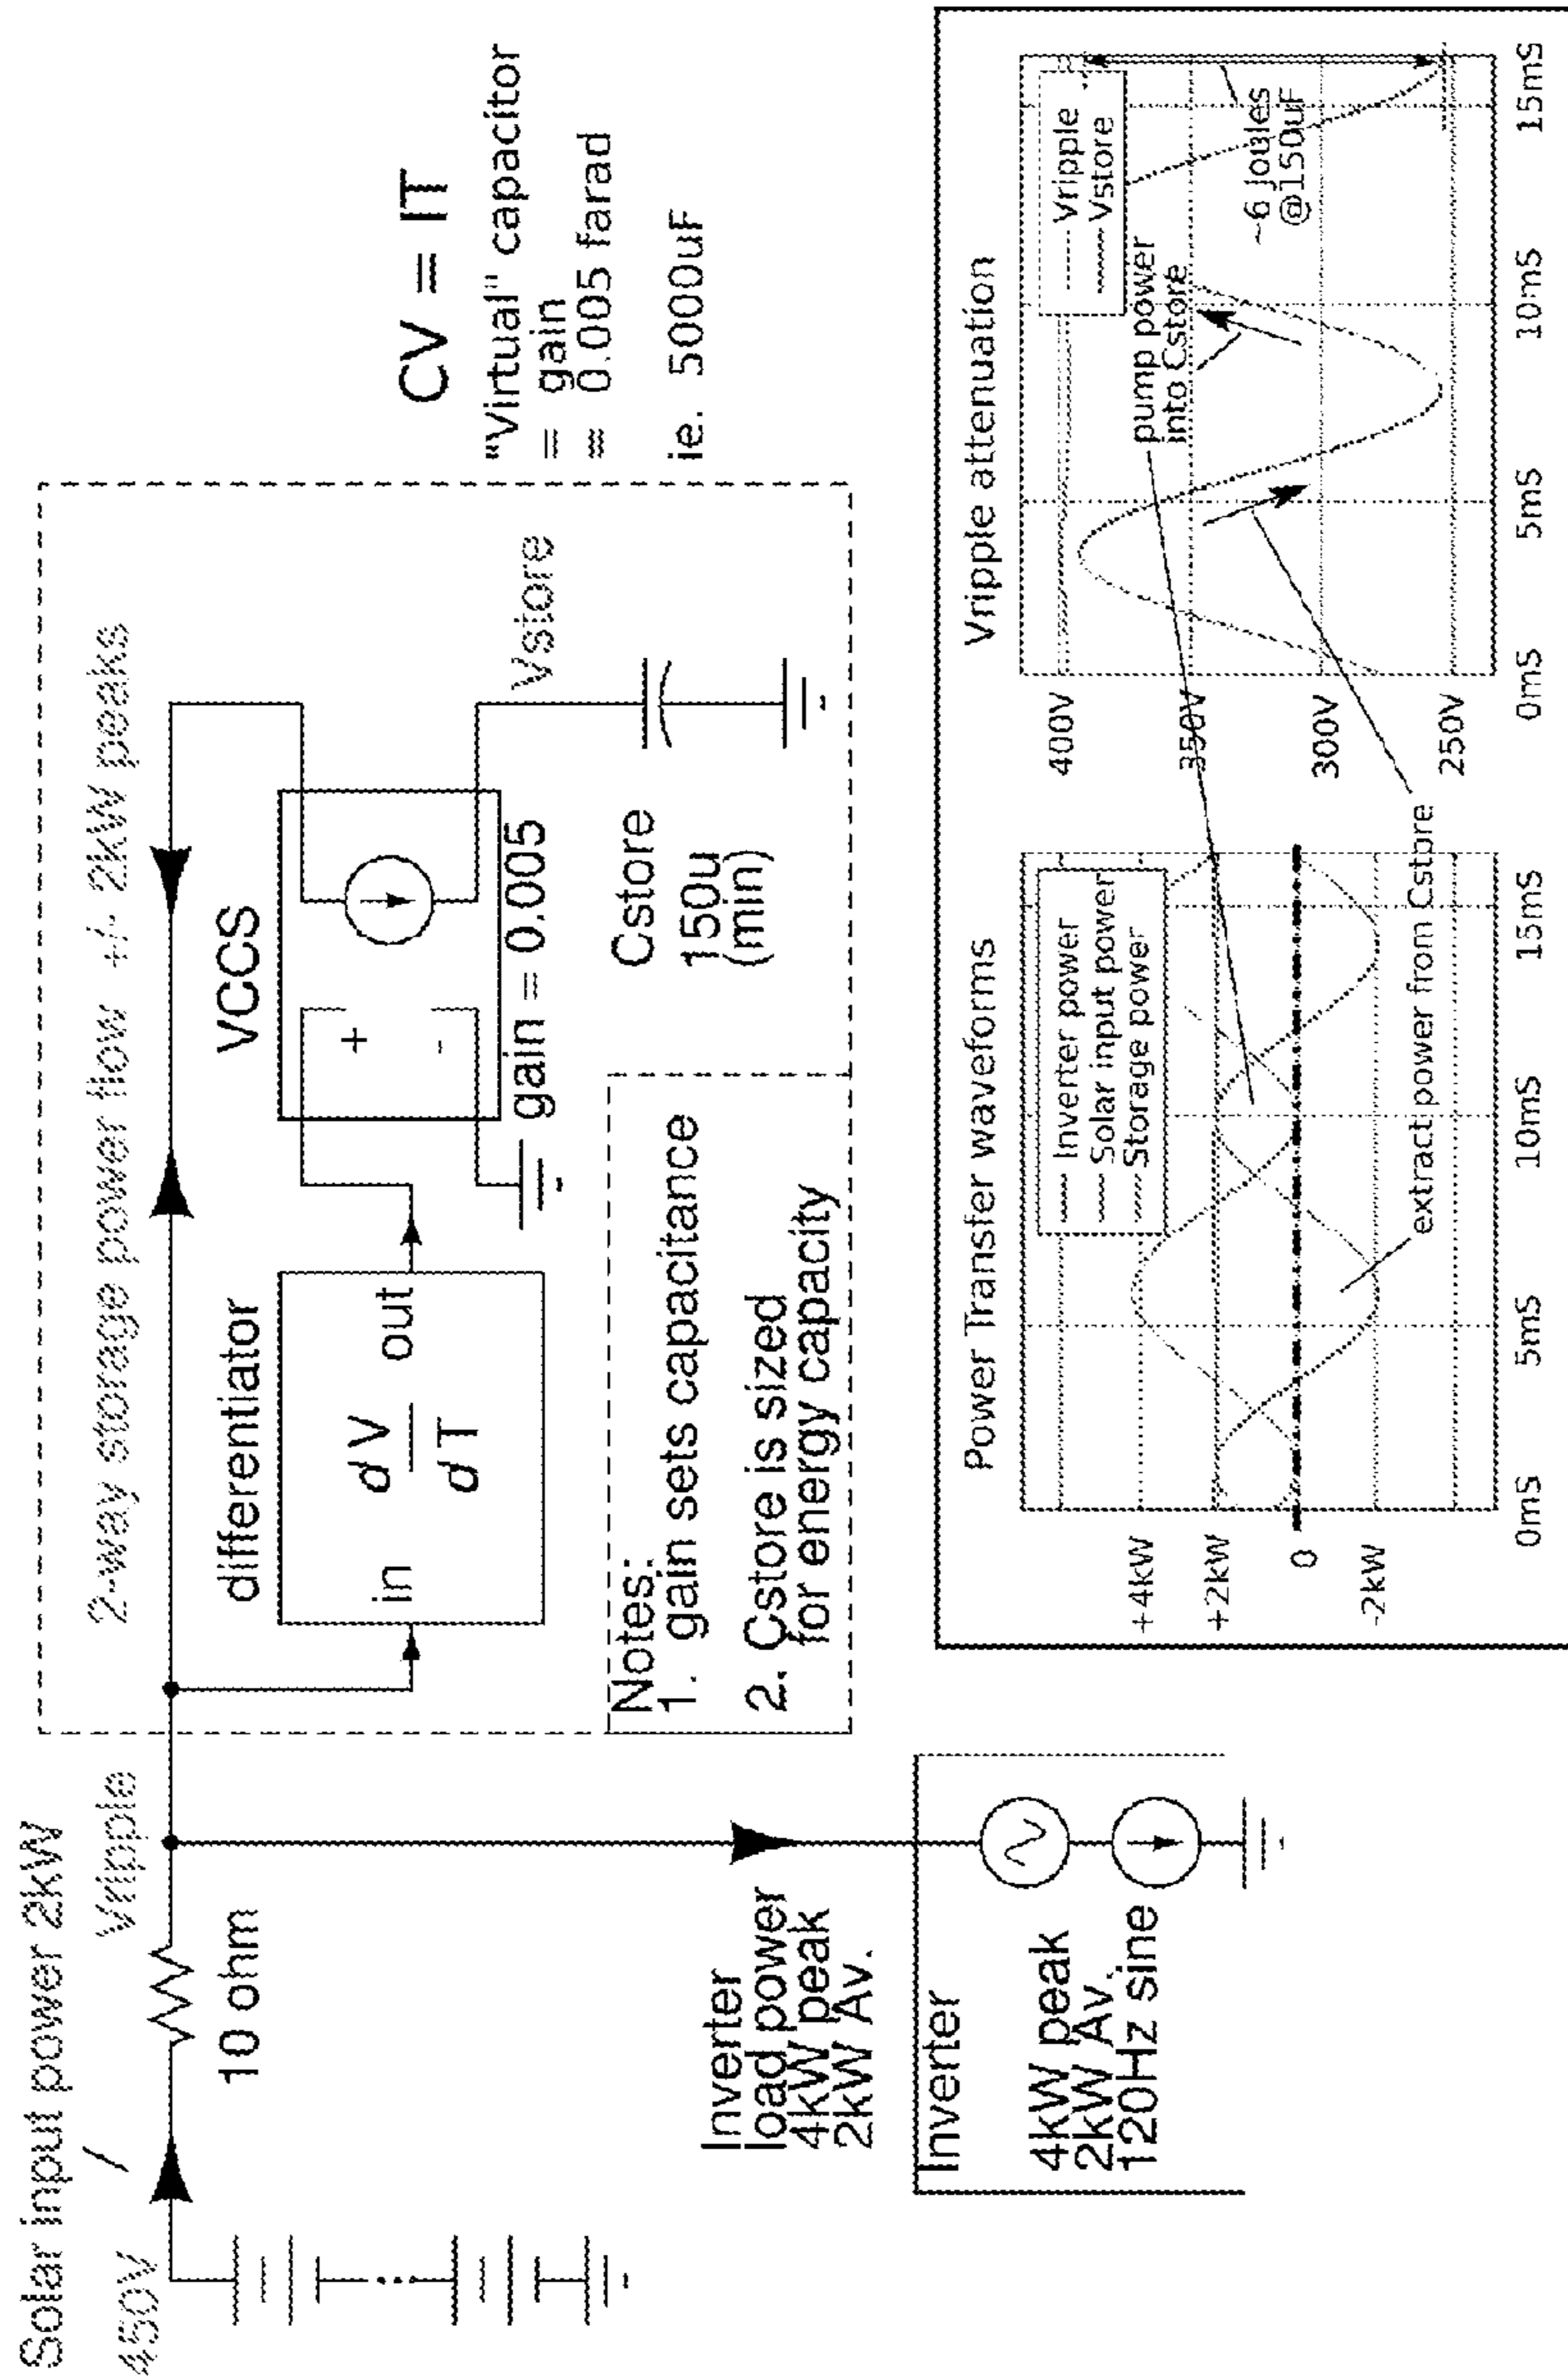 Solar input power 2kW
450V
Vripple
10 ohm
2-way storage power flow +/- 2kW peaks
differentiator
in
dV
dT
out
VCCS
+
-
gain = 0.005
Vstore
Cstore
150u
(min)
Notes:
1. gain sets capacitance
2. Cstore is sized
for energy capacity
CV = IT
"Virtual" capacitor
= gain
≡ 0.005 farad
ie. 5000uF
Inverter
load power
4kW peak
2kW Av.
Inverter
4kW peak
2kW Av.
120Hz sine
Power Transfer waveforms
Inverter power
Solar input power
Storage power
+4kW
+2kW
0
-2kW
0mS
5mS
10mS
15mS
extract power from Cstore
Vripple attenuation
Vripple
Vstore
pump power
into Cstore
~6 Joules
@150uF
400V
350V
300V
250V
0mS
5mS
10mS
15mS